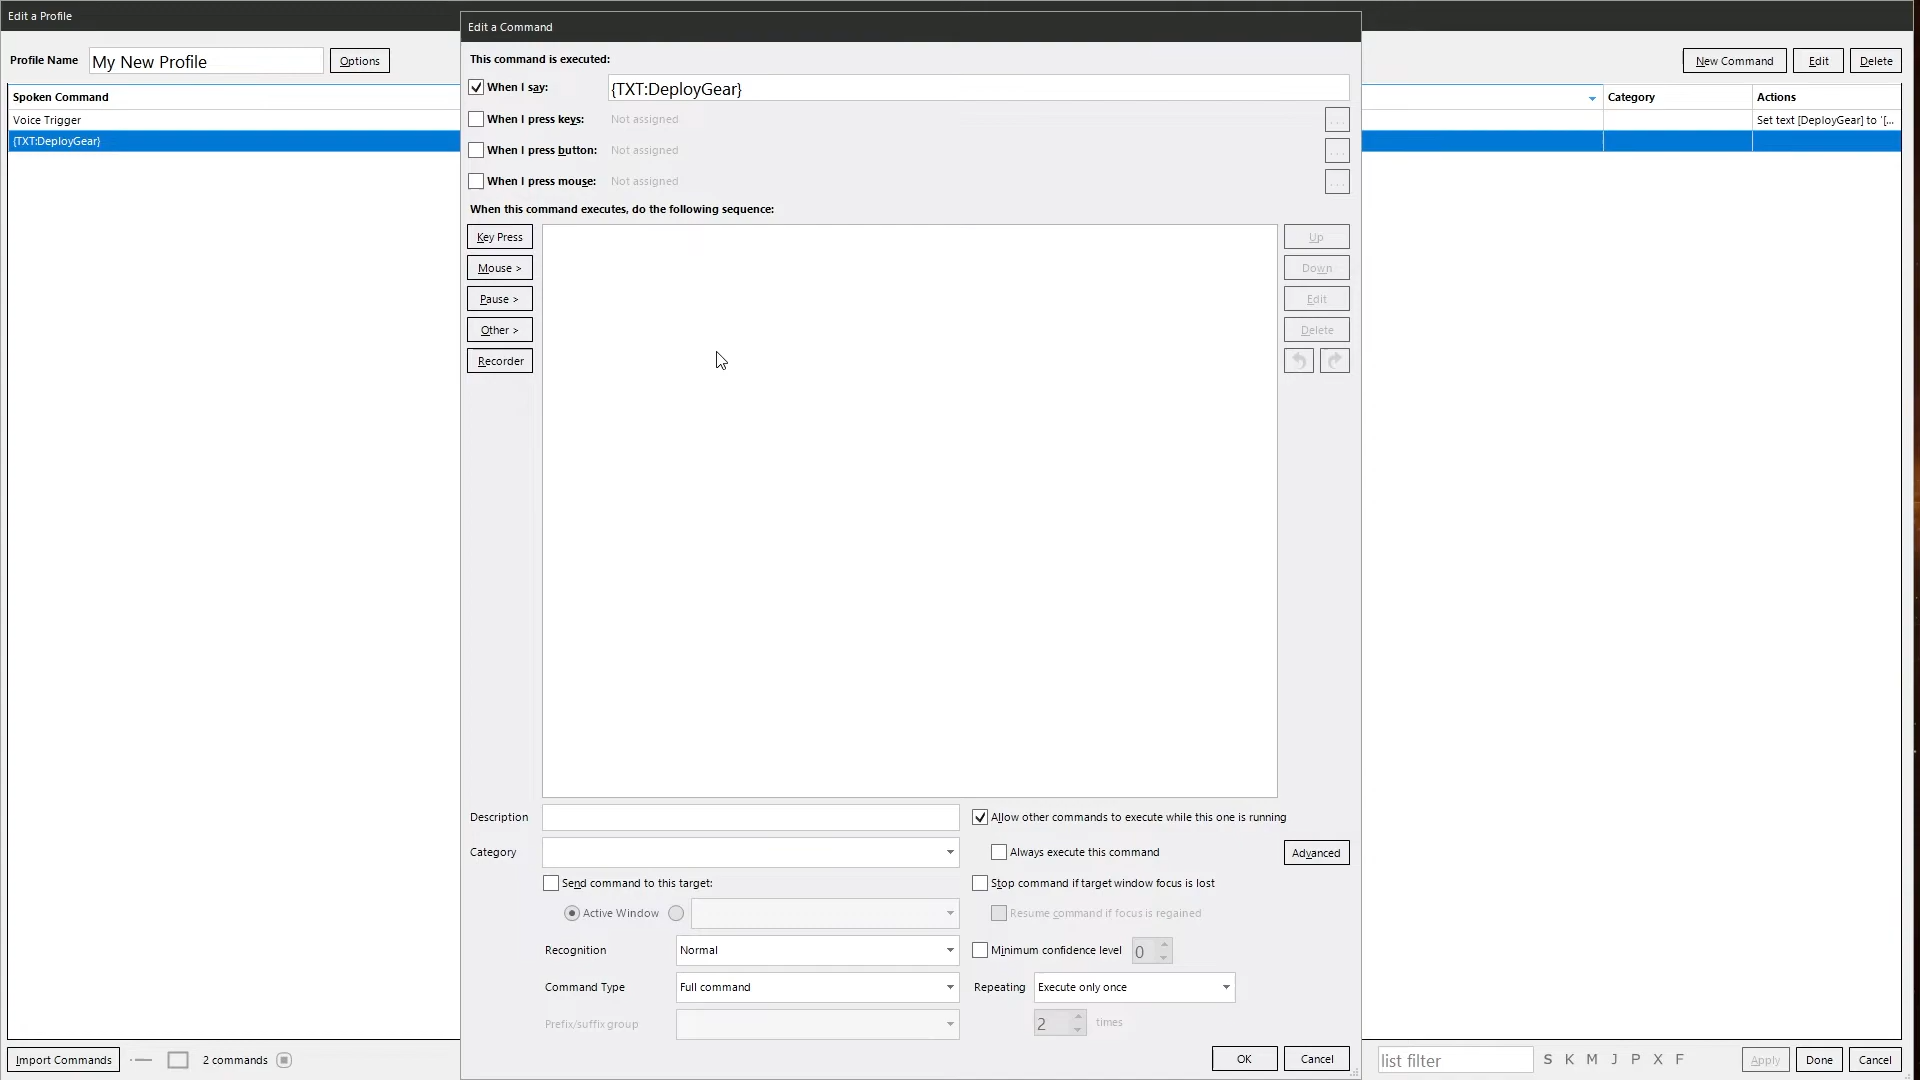 Edit a Profile
Edit a Command
Profile Name My New Profile Options
This command is executed:
New Command Edit Delete
When I say: {TXT:DeployGear}
Spoken Command
Category Actions
Voice Trigger
Set text [DeployGear] to '[...
{TXT:DeployGear}
When I press keys: Not assigned ...
When I press button: Not assigned ...
When I press mouse: Not assigned ...
When this command executes, do the following sequence:
Key Press
Mouse >
Pause >
Other >
Recorder
Up
Down
Edit
Delete
Description
Allow other commands to execute while this one is running
Category
Always execute this command
Advanced
Send command to this target:
Stop command if target window focus is lost
Active Window
Resume command if focus is regained
Recognition Normal
Minimum confidence level 0
Command Type Full command
Repeating Execute only once
Prefix/suffix group
2 times
OK Cancel
Import Commands 2 commands
list filter S K M J P X F Apply Done Cancel